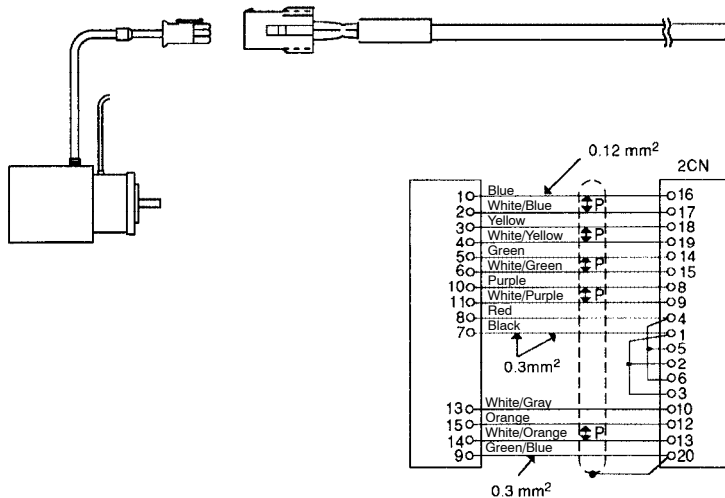 0.12 mm²
2CN
1 Blue 16
2 White/Blue P 17
3 Yellow 18
4 White/Yellow P 19
5 Green 14
6 White/Green P 15
10 Purple 8
11 White/Purple P 9
8 Red 4
7 Black 1
5
0.3mm² 2
6
3
13 White/Gray 10
15 Orange 12
14 White/Orange P 13
9 Green/Blue 20
0.3 mm²